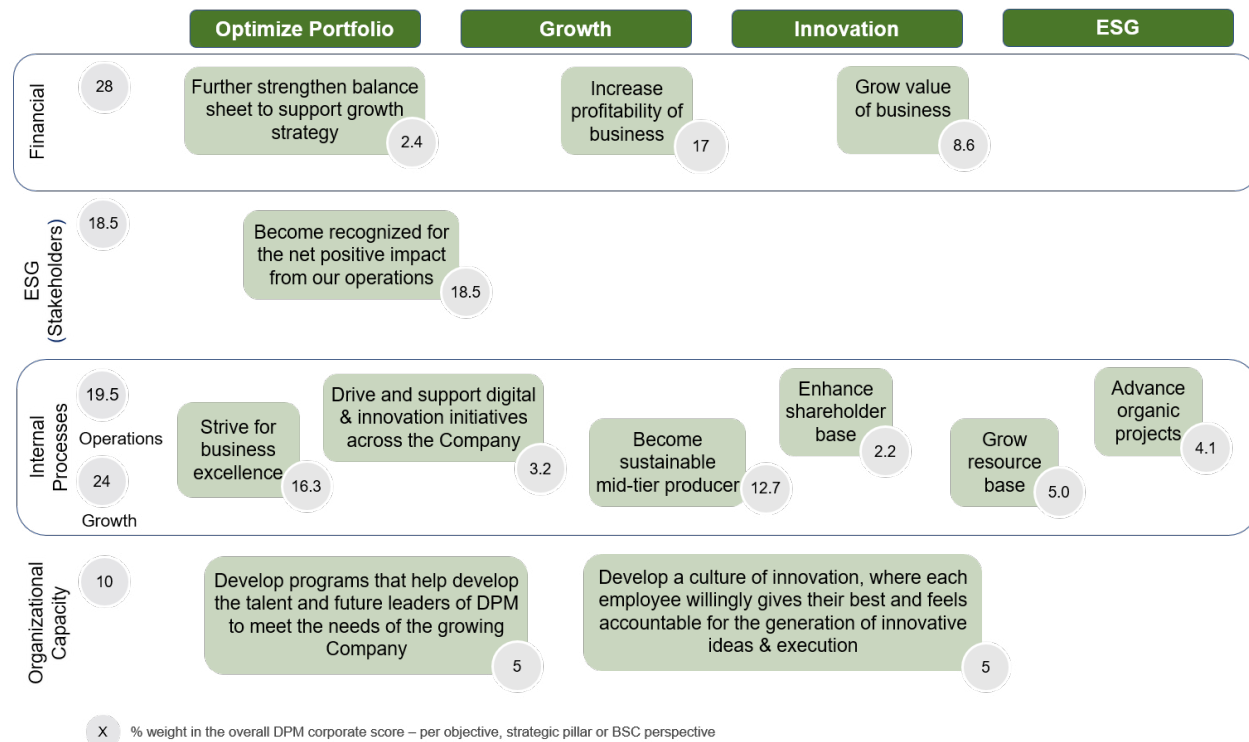 Optimize Portfolio
Growth
Innovation
ESG
Financial
28
Further strengthen balance
sheet to support growth
strategy
2.4
Increase
profitability of
business
17
Grow value
of business
8.6
ESG
(Stakeholders)
18.5
Become recognized for
the net positive impact
from our operations
18.5
Internal
Processes
19.5
Operations
24
Growth
Strive for
business
excellence
16.3
Drive and support digital
& innovation initiatives
across the Company
3.2
Become
sustainable
mid-tier producer
12.7
Enhance
shareholder
base
2.2
Grow
resource
base
5.0
Advance
organic
projects
4.1
Organizational
Capacity
10
Develop programs that help develop
the talent and future leaders of DPM
to meet the needs of the growing
Company
5
Develop a culture of innovation, where each
employee willingly gives their best and feels
accountable for the generation of innovative
ideas & execution
5
X % weight in the overall DPM corporate score – per objective, strategic pillar or BSC perspective